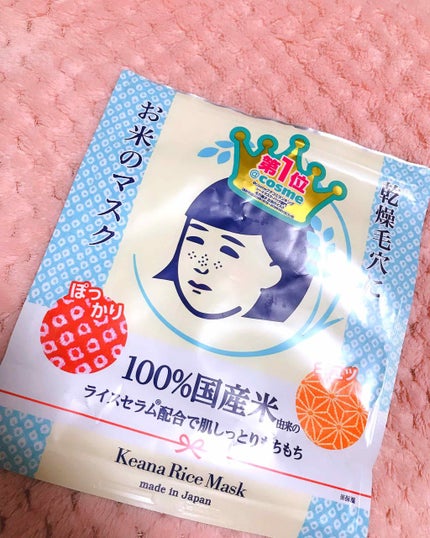 乾燥毛穴に
お米のマスク
第1位
@cosme
ぽっかり
100%国産米由来の
ライスセラム®配合で肌しっとりもちもち
Keana Rice Mask
made in Japan